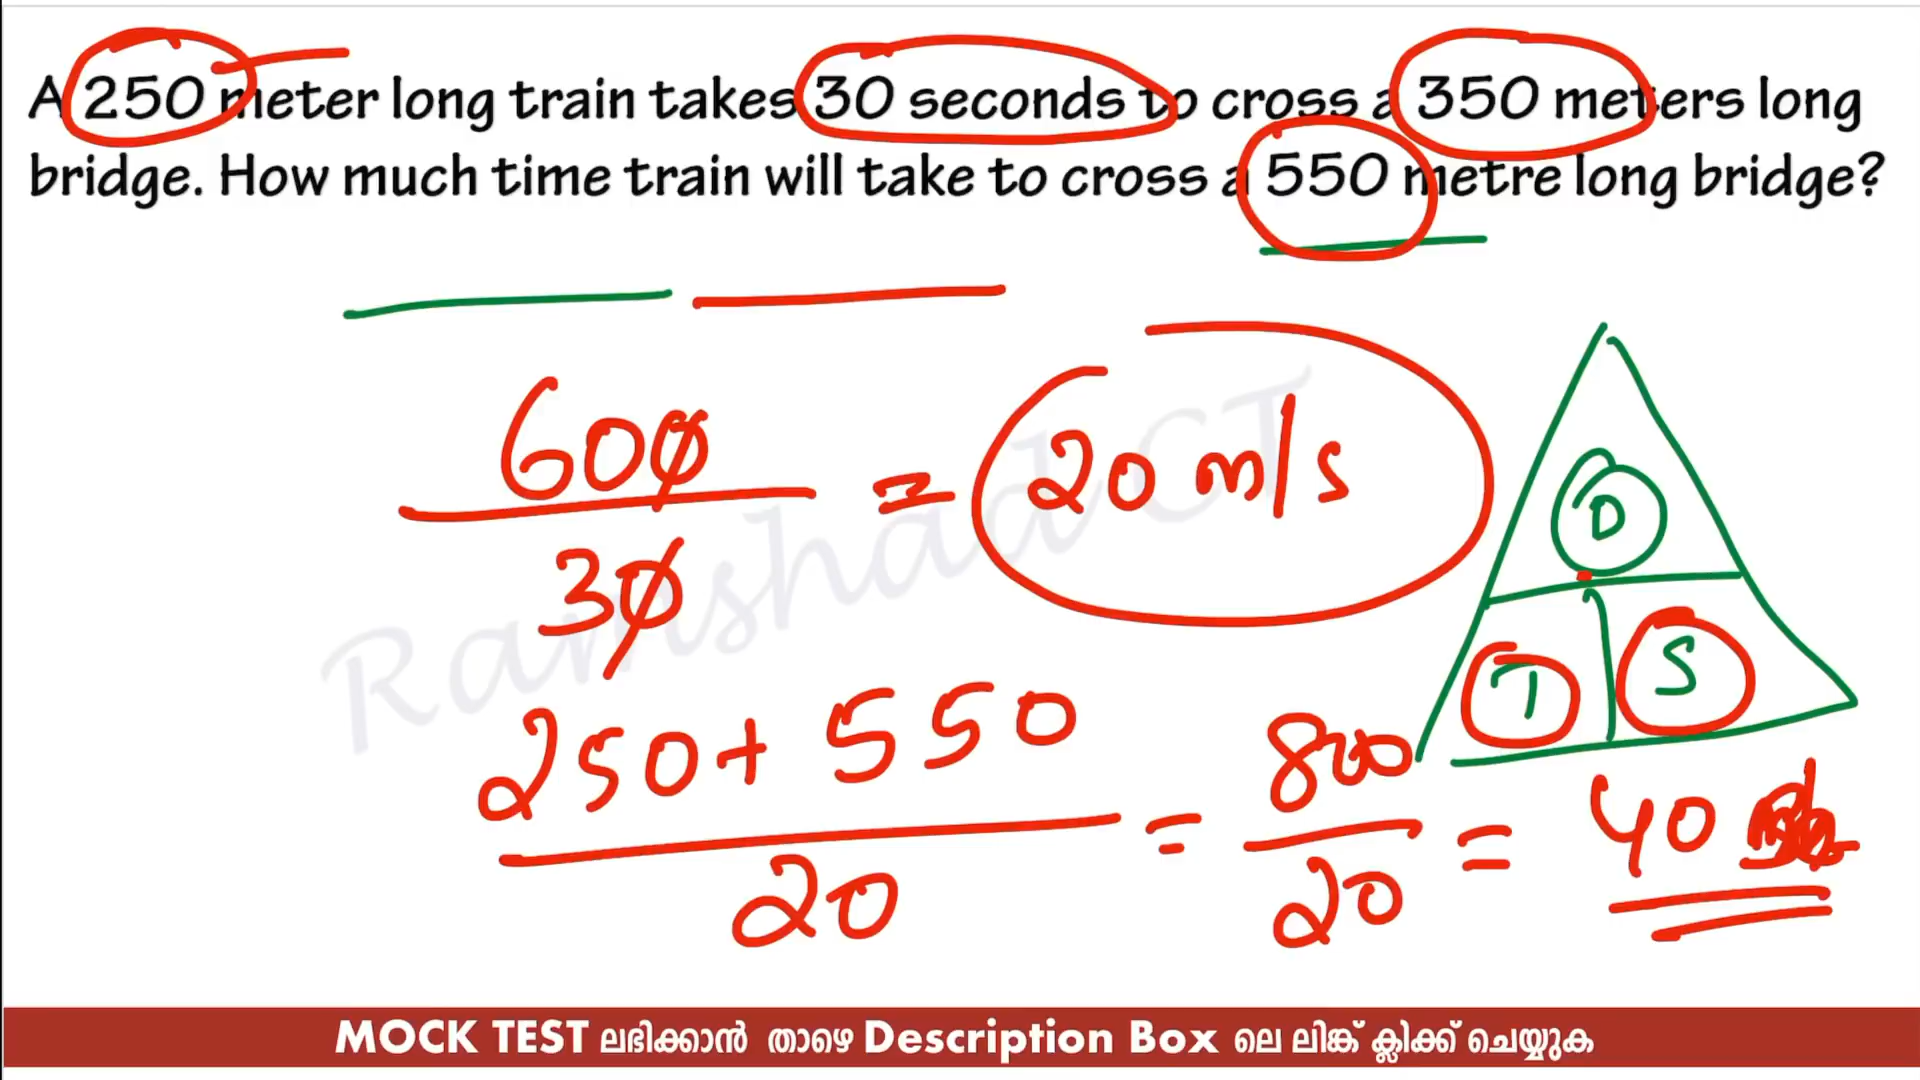 A 250 meter long train takes 30 seconds to cross a 350 meters long
bridge. How much time train will take to cross a 550 metre long bridge?
600
30
= 20 m/s
D
T S
250 + 550
20
= 800
20
= 40
Ramshad CT
MOCK TEST ലഭിക്കാൻ താഴെ Description Box ലെ ലിങ്ക് ക്ലിക്ക് ചെയ്യുക